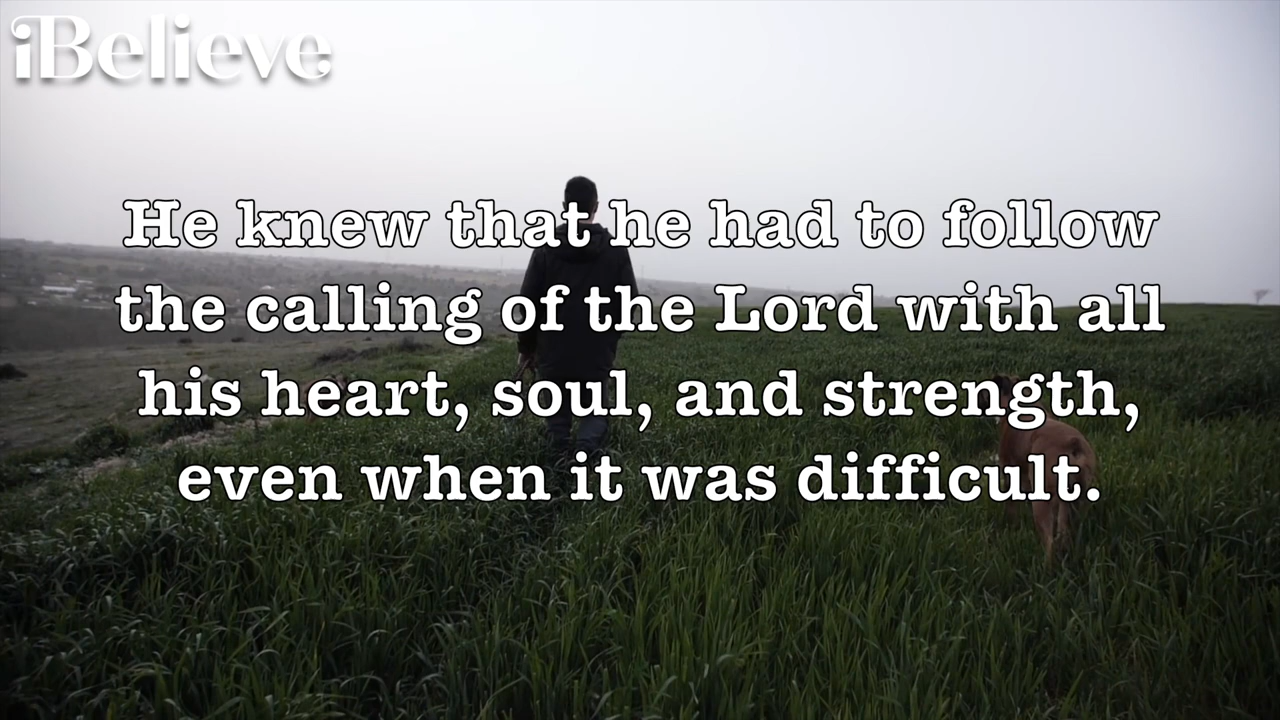 iBelieve
He knew that he had to follow
the calling of the Lord with all
his heart, soul, and strength,
even when it was difficult.